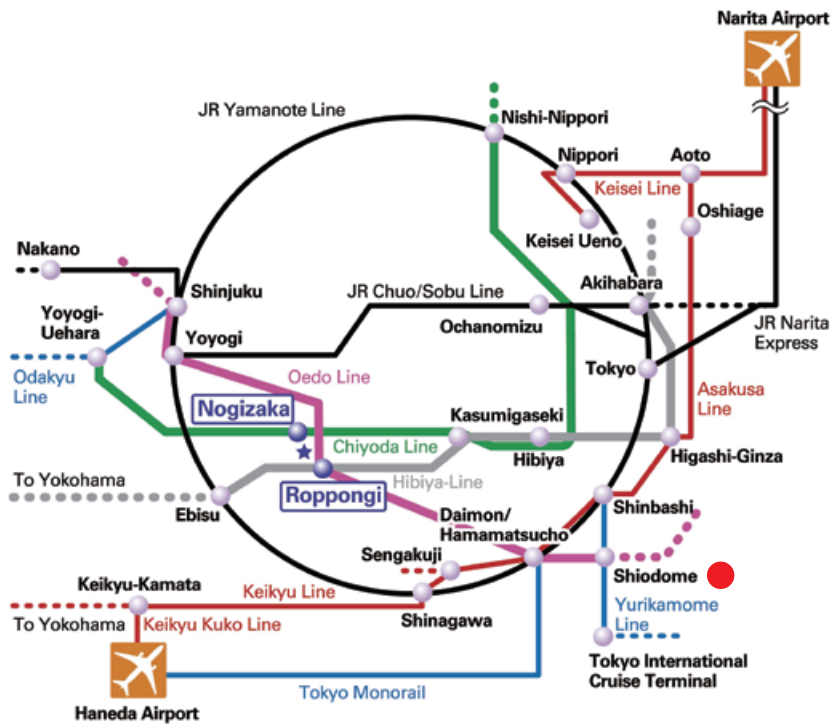 Narita Airport
JR Yamanote Line
Nishi-Nippori
Nippori
Aoto
Keisei Line
Oshiage
Keisei Ueno
Nakano
Akihabara
Shinjuku
JR Chuo/Sobu Line
Yoyogi-
Uehara
Ochanomizu
JR Narita
Express
Yoyogi
Tokyo
Odakyu
Line
Oedo Line
Asakusa
Line
Nogizaka
Kasumigaseki
Chiyoda Line
Hibiya
Higashi-Ginza
To Yokohama
Hibiya-Line
Roppongi
Ebisu
Shinbashi
Daimon/
Hamamatsucho
Sengakuji
Shiodome
Keikyu-Kamata
Keikyu Line
Yurikamome
Line
To Yokohama
Keikyu Kuko Line
Shinagawa
Tokyo International
Cruise Terminal
Tokyo Monorail
Haneda Airport